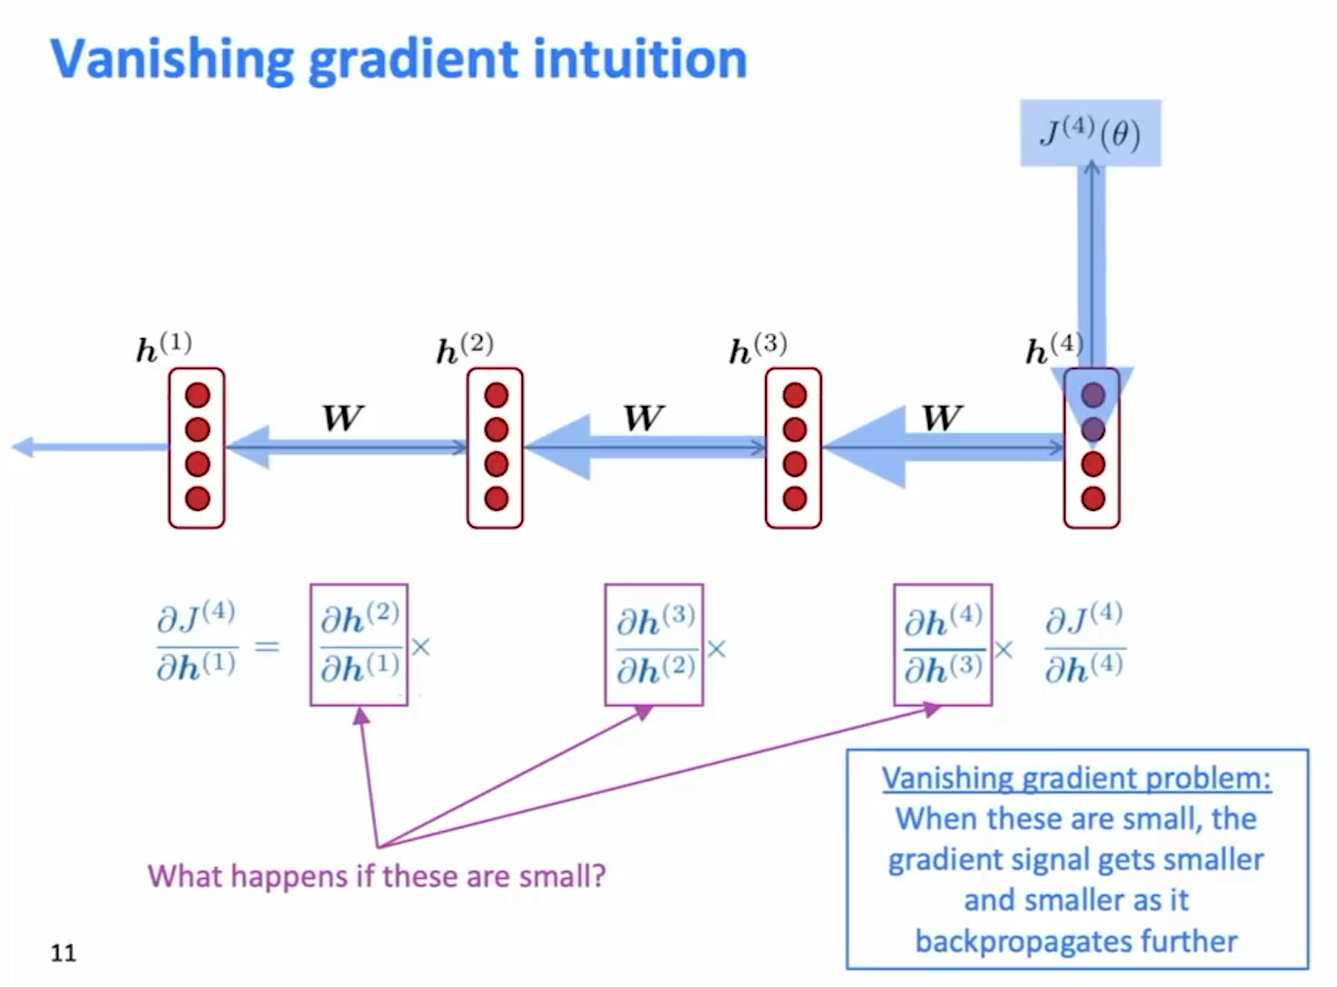 Vanishing gradient intuition
J^{(4)}(θ)
h^{(1)} h^{(2)} h^{(3)} h^{(4)}
W W W
∂J^{(4)}/∂h^{(1)} = ∂h^{(2)}/∂h^{(1)} × ∂h^{(3)}/∂h^{(2)} × ∂h^{(4)}/∂h^{(3)} × ∂J^{(4)}/∂h^{(4)}
What happens if these are small?
Vanishing gradient problem:
When these are small, the
gradient signal gets smaller
and smaller as it
backpropagates further
11